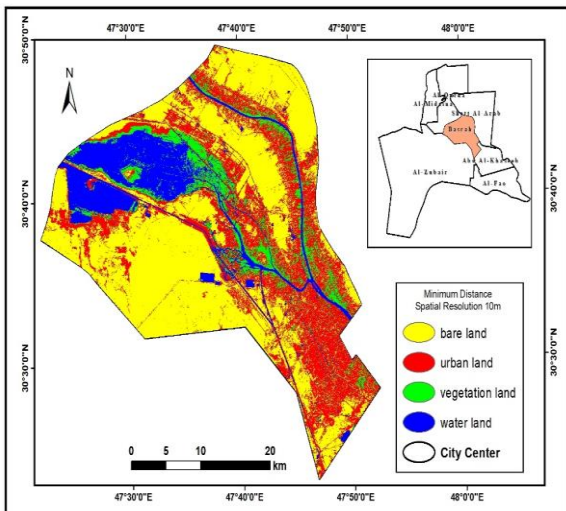 47°30'0"E 47°40'0"E 47°50'0"E 48°0'0"E
30°50'0"N
30°40'0"N
30°30'0"N
30°40'0"N
30°30'0"N
N
Al-Midaina
Shatt Al Arab
Basrah
Abu Al-Khaseeb
Al-Zubair
Al-Fao
Minimum Distance
Spatial Resolution 10m
bare land
urban land
vegetation land
water land
City Center
0 5 10 20
km
47°30'0"E 47°40'0"E 47°50'0"E 48°0'0"E